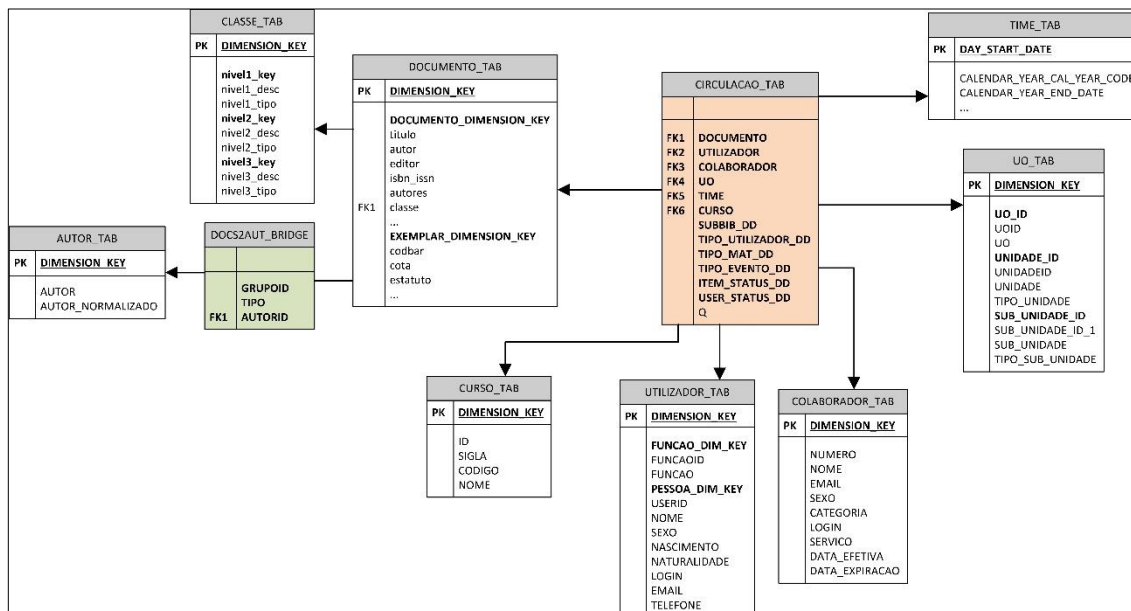 CLASSE_TAB
PK DIMENSION_KEY
nivel1_key
nivel1_desc
nivel1_tipo
nivel2_key
nivel2_desc
nivel2_tipo
nivel3_key
nivel3_desc
nivel3_tipo
DOCUMENTO_TAB
PK DIMENSION_KEY
DOCUMENTO_DIMENSION_KEY
titulo
autor
editor
isbn_issn
autores
FK1 classe
...
EXEMPLAR_DIMENSION_KEY
codbar
cota
estatuto
...
CIRCULACAO_TAB
FK1 DOCUMENTO
FK2 UTILIZADOR
FK3 COLABORADOR
FK4 UO
FK5 TIME
FK6 CURSO
SUBBIB_DD
TIPO_UTILIZADOR_DD
TIPO_MAT_DD
TIPO_EVENTO_DD
ITEM_STATUS_DD
USER_STATUS_DD
Q
TIME_TAB
PK DAY_START_DATE
CALENDAR_YEAR_CAL_YEAR_CODE
CALENDAR_YEAR_END_DATE
...
UO_TAB
PK DIMENSION_KEY
UO_ID
UOID
UO
UNIDADE_ID
UNIDADEID
UNIDADE
TIPO_UNIDADE
SUB_UNIDADE_ID
SUB_UNIDADE_ID_1
SUB_UNIDADE
TIPO_SUB_UNIDADE
AUTOR_TAB
PK DIMENSION_KEY
AUTOR
AUTOR_NORMALIZADO
DOCS2AUT_BRIDGE
GRUPOID
TIPO
FK1 AUTORID
CURSO_TAB
PK DIMENSION_KEY
ID
SIGLA
CODIGO
NOME
UTILIZADOR_TAB
PK DIMENSION_KEY
FUNCAO_DIM_KEY
FUNCAOID
FUNCAO
PESSOA_DIM_KEY
USERID
NOME
SEXO
NASCIMENTO
NATURALIDADE
LOGIN
EMAIL
TELEFONE
COLABORADOR_TAB
PK DIMENSION_KEY
NUMERO
NOME
EMAIL
SEXO
CATEGORIA
LOGIN
SERVICO
DATA_EFETIVA
DATA_EXPIRACAO